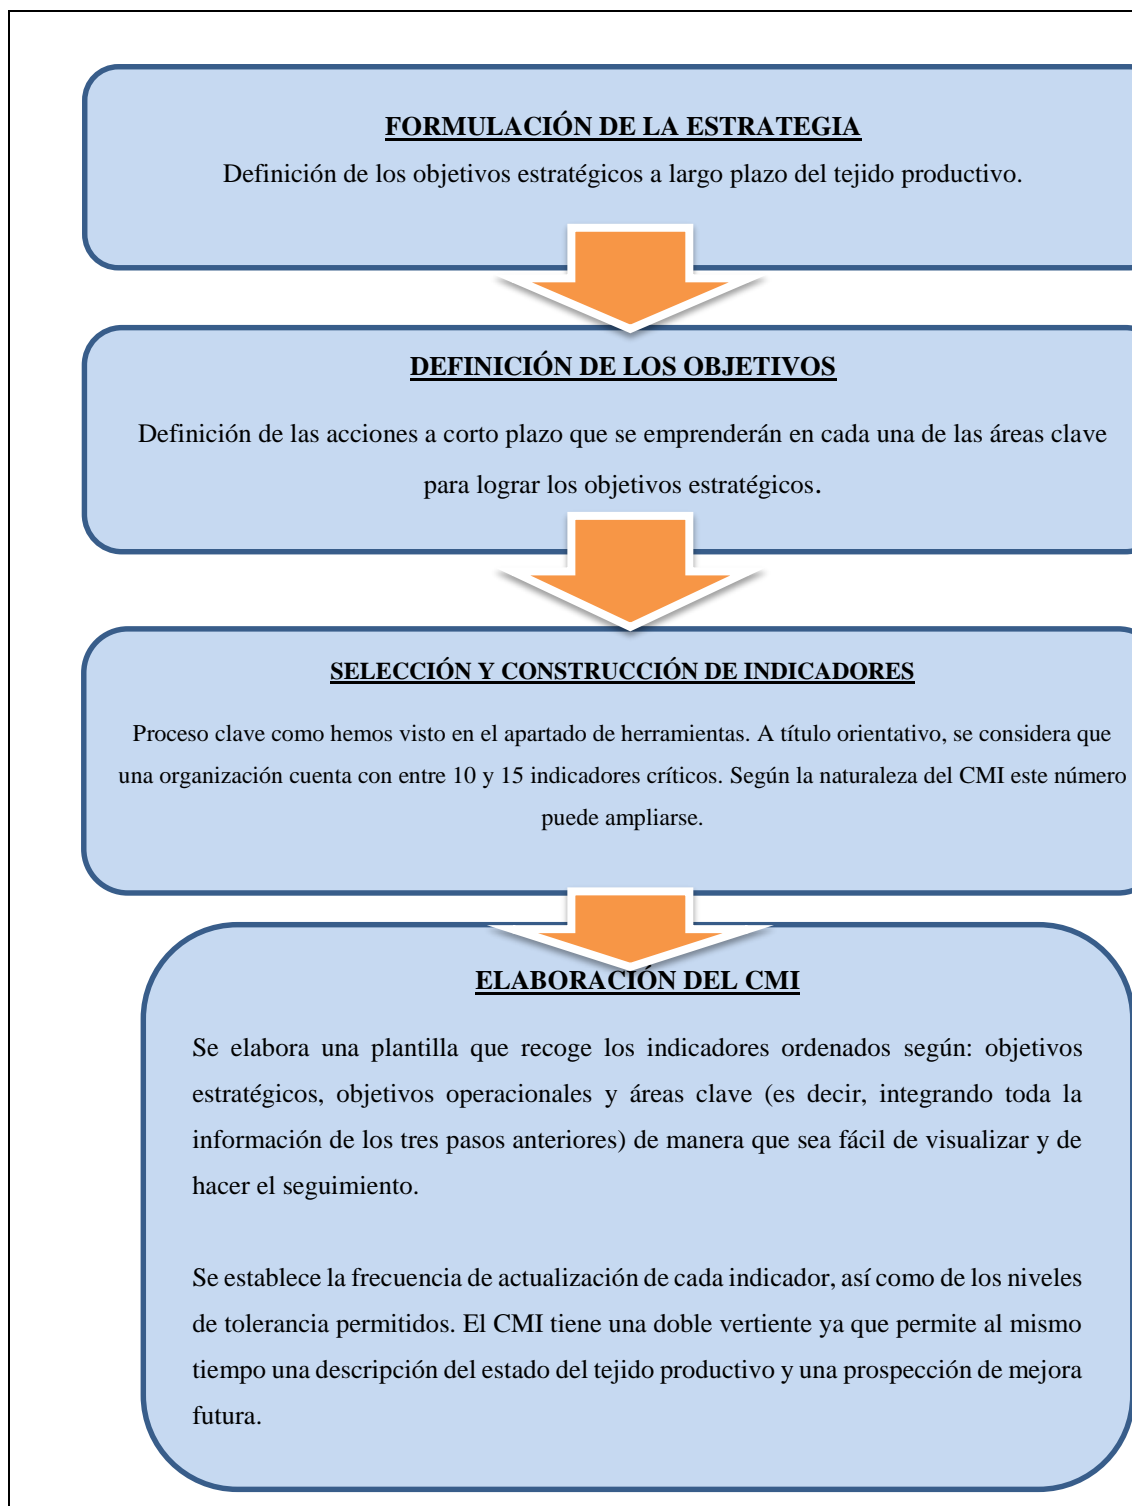 FORMULACIÓN DE LA ESTRATEGIA
Definición de los objetivos estratégicos a largo plazo del tejido productivo.
DEFINICIÓN DE LOS OBJETIVOS
Definición de las acciones a corto plazo que se emprenderán en cada una de las áreas clave
para lograr los objetivos estratégicos.
SELECCIÓN Y CONSTRUCCIÓN DE INDICADORES
Proceso clave como hemos visto en el apartado de herramientas. A título orientativo, se considera que
una organización cuenta con entre 10 y 15 indicadores críticos. Según la naturaleza del CMI este número
puede ampliarse.
ELABORACIÓN DEL CMI
Se elabora una plantilla que recoge los indicadores ordenados según: objetivos
estratégicos, objetivos operacionales y áreas clave (es decir, integrando toda la
información de los tres pasos anteriores) de manera que sea fácil de visualizar y de
hacer el seguimiento.
Se establece la frecuencia de actualización de cada indicador, así como de los niveles
de tolerancia permitidos. El CMI tiene una doble vertiente ya que permite al mismo
tiempo una descripción del estado del tejido productivo y una prospección de mejora
futura.